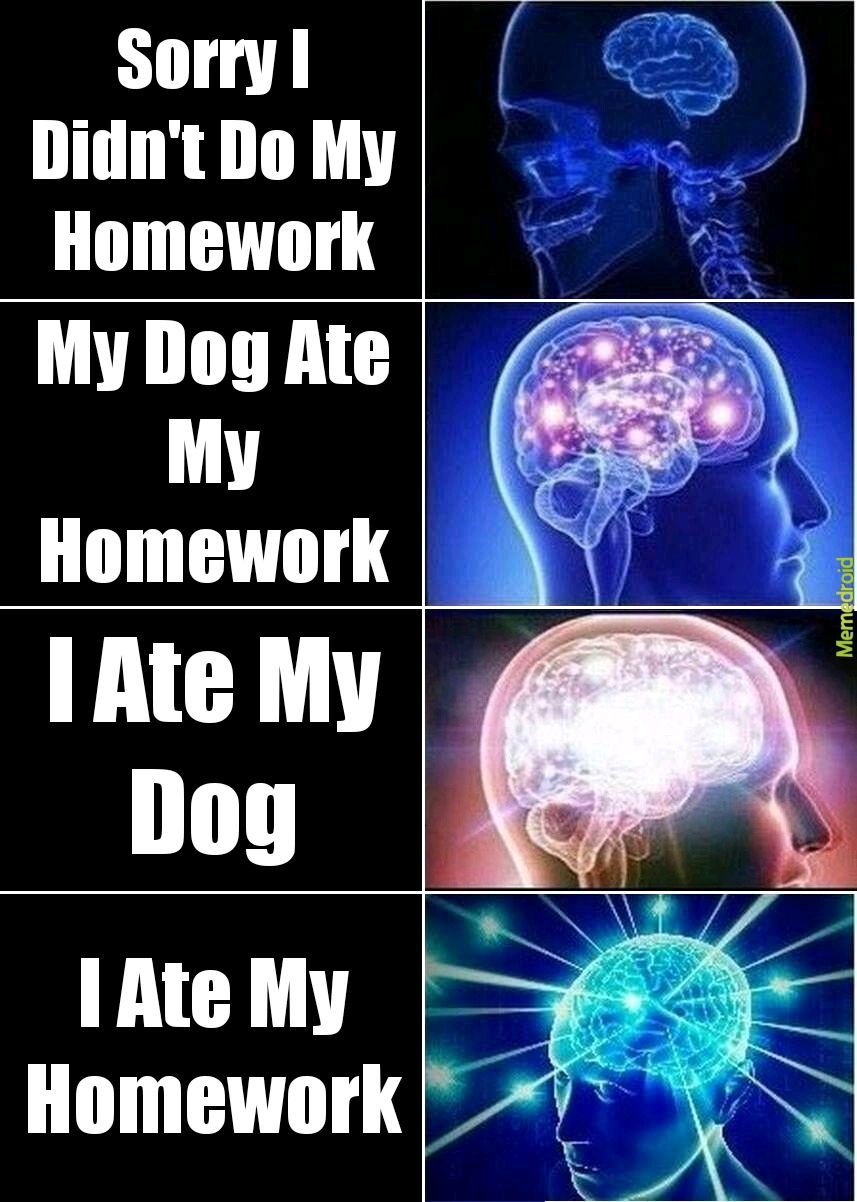 Sorry I
Didn't Do My
Homework
My Dog Ate
My
Homework
Memedroid
I Ate My
Dog
I Ate My
Homework